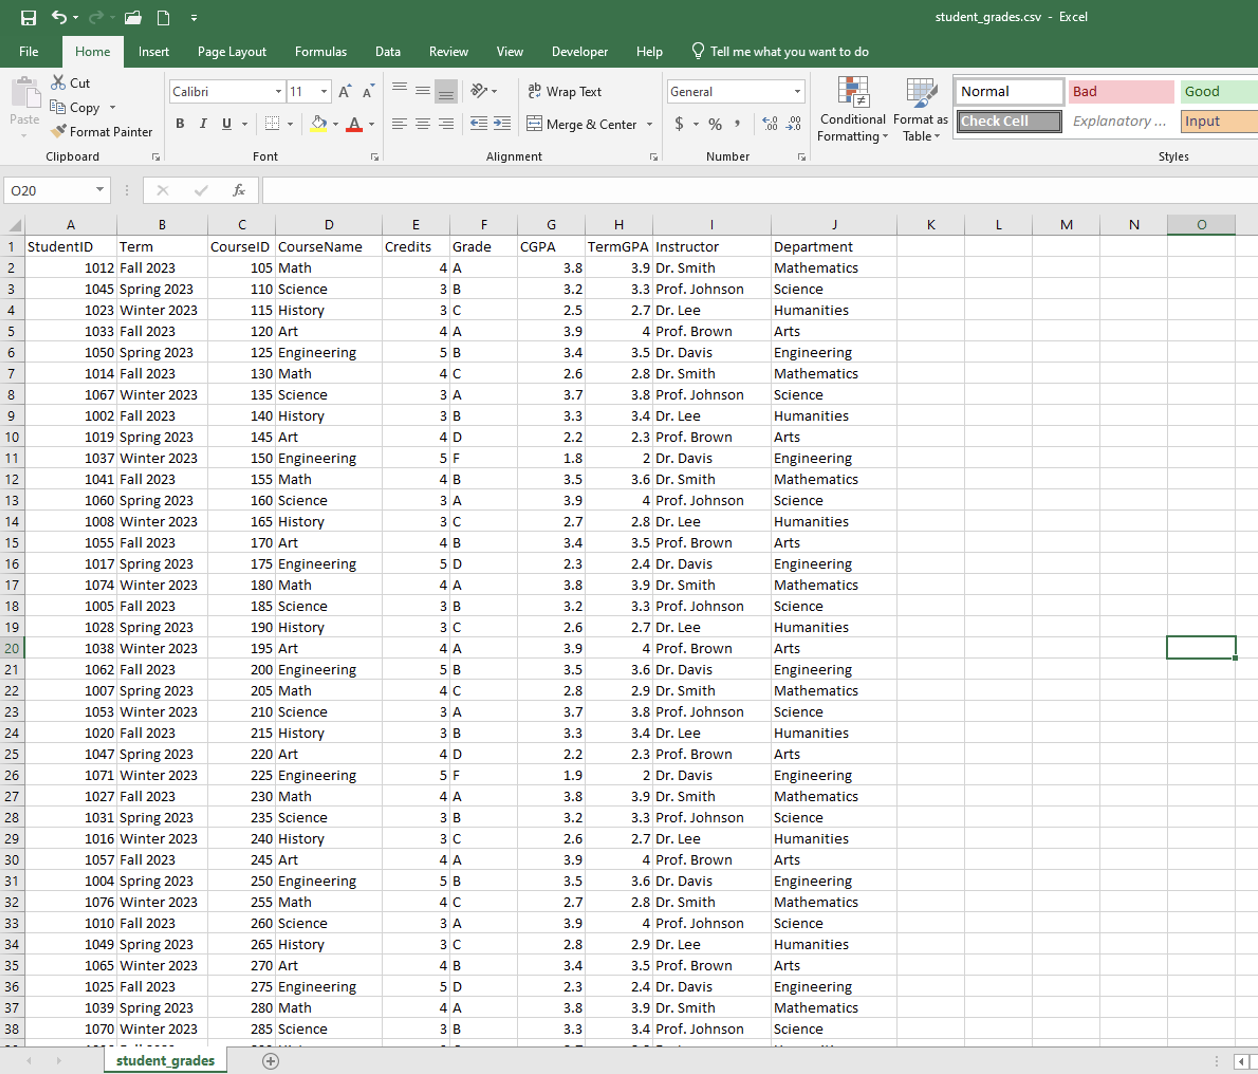 student_grades.csv - Excel
File Home Insert Page Layout Formulas Data Review View Developer Help Tell me what you want to do
Cut
Copy
Format Painter
Paste
Clipboard
Calibri 11
B I U
Font
Wrap Text
Merge & Center
Alignment
General
$ % ,
Number
Conditional Formatting
Format as Table
Normal Bad Good
Check Cell Explanatory ... Input
Styles
O20 fx
A B C D E F G H I J K L M N O
1 StudentID Term CourseID CourseName Credits Grade CGPA TermGPA Instructor Department
2 1012 Fall 2023 105 Math 4 A 3.8 3.9 Dr. Smith Mathematics
3 1045 Spring 2023 110 Science 3 B 3.2 3.3 Prof. Johnson Science
4 1023 Winter 2023 115 History 3 C 2.5 2.7 Dr. Lee Humanities
5 1033 Fall 2023 120 Art 4 A 3.9 4 Prof. Brown Arts
6 1050 Spring 2023 125 Engineering 5 B 3.4 3.5 Dr. Davis Engineering
7 1014 Fall 2023 130 Math 4 C 2.6 2.8 Dr. Smith Mathematics
8 1067 Winter 2023 135 Science 3 A 3.7 3.8 Prof. Johnson Science
9 1002 Fall 2023 140 History 3 B 3.3 3.4 Dr. Lee Humanities
10 1019 Spring 2023 145 Art 4 D 2.2 2.3 Prof. Brown Arts
11 1037 Winter 2023 150 Engineering 5 F 1.8 2 Dr. Davis Engineering
12 1041 Fall 2023 155 Math 4 B 3.5 3.6 Dr. Smith Mathematics
13 1060 Spring 2023 160 Science 3 A 3.9 4 Prof. Johnson Science
14 1008 Winter 2023 165 History 3 C 2.7 2.8 Dr. Lee Humanities
15 1055 Fall 2023 170 Art 4 B 3.4 3.5 Prof. Brown Arts
16 1017 Spring 2023 175 Engineering 5 D 2.3 2.4 Dr. Davis Engineering
17 1074 Winter 2023 180 Math 4 A 3.8 3.9 Dr. Smith Mathematics
18 1005 Fall 2023 185 Science 3 B 3.2 3.3 Prof. Johnson Science
19 1028 Spring 2023 190 History 3 C 2.6 2.7 Dr. Lee Humanities
20 1038 Winter 2023 195 Art 4 A 3.9 4 Prof. Brown Arts
21 1062 Fall 2023 200 Engineering 5 B 3.5 3.6 Dr. Davis Engineering
22 1007 Spring 2023 205 Math 4 C 2.8 2.9 Dr. Smith Mathematics
23 1053 Winter 2023 210 Science 3 A 3.7 3.8 Prof. Johnson Science
24 1020 Fall 2023 215 History 3 B 3.3 3.4 Dr. Lee Humanities
25 1047 Spring 2023 220 Art 4 D 2.2 2.3 Prof. Brown Arts
26 1071 Winter 2023 225 Engineering 5 F 1.9 2 Dr. Davis Engineering
27 1027 Fall 2023 230 Math 4 A 3.8 3.9 Dr. Smith Mathematics
28 1031 Spring 2023 235 Science 3 B 3.2 3.3 Prof. Johnson Science
29 1016 Winter 2023 240 History 3 C 2.6 2.7 Dr. Lee Humanities
30 1057 Fall 2023 245 Art 4 A 3.9 4 Prof. Brown Arts
31 1004 Spring 2023 250 Engineering 5 B 3.5 3.6 Dr. Davis Engineering
32 1076 Winter 2023 255 Math 4 C 2.7 2.8 Dr. Smith Mathematics
33 1010 Fall 2023 260 Science 3 A 3.9 4 Prof. Johnson Science
34 1049 Spring 2023 265 History 3 C 2.8 2.9 Dr. Lee Humanities
35 1065 Winter 2023 270 Art 4 B 3.4 3.5 Prof. Brown Arts
36 1025 Fall 2023 275 Engineering 5 D 2.3 2.4 Dr. Davis Engineering
37 1039 Spring 2023 280 Math 4 A 3.8 3.9 Dr. Smith Mathematics
38 1070 Winter 2023 285 Science 3 B 3.3 3.4 Prof. Johnson Science
student_grades